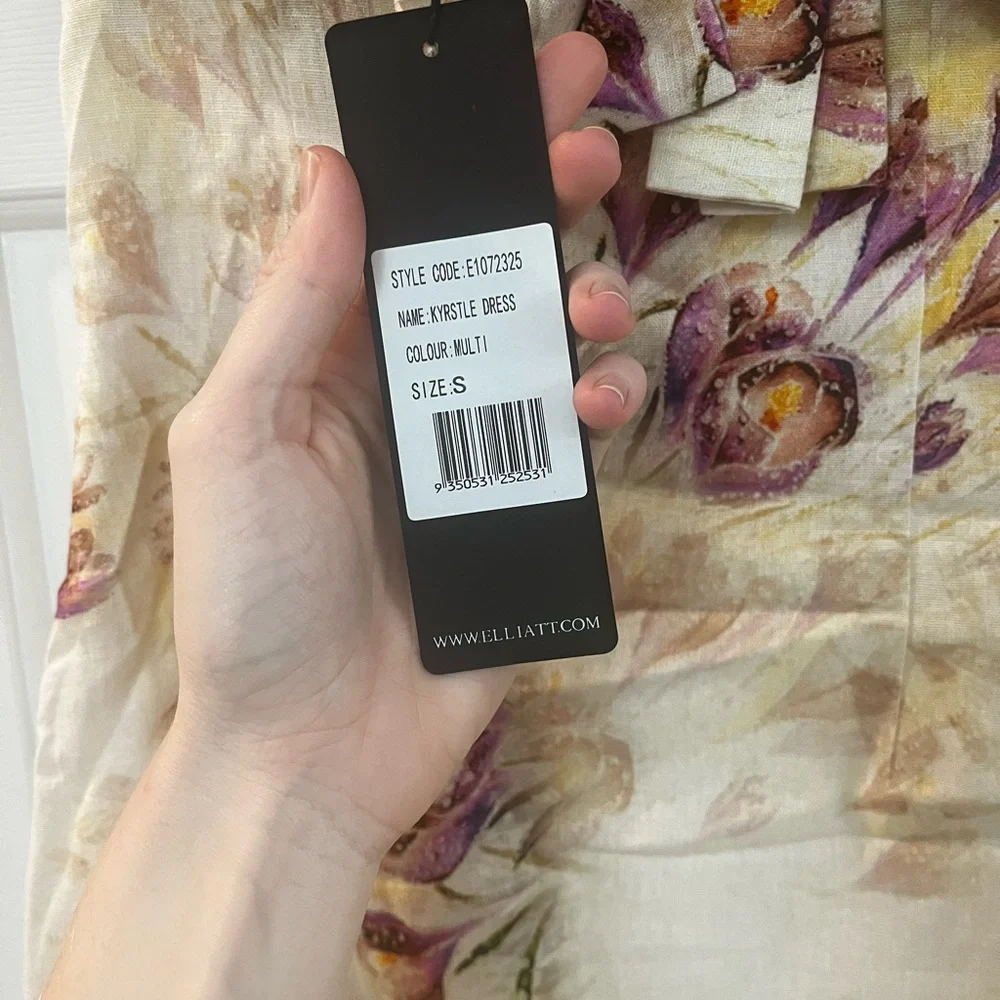 STYLE CODE:E1072325
NAME:KYRSTLE DRESS
COLOUR:MULTI
SIZE:S
9 350531 252531
WWW.ELLIATT.COM